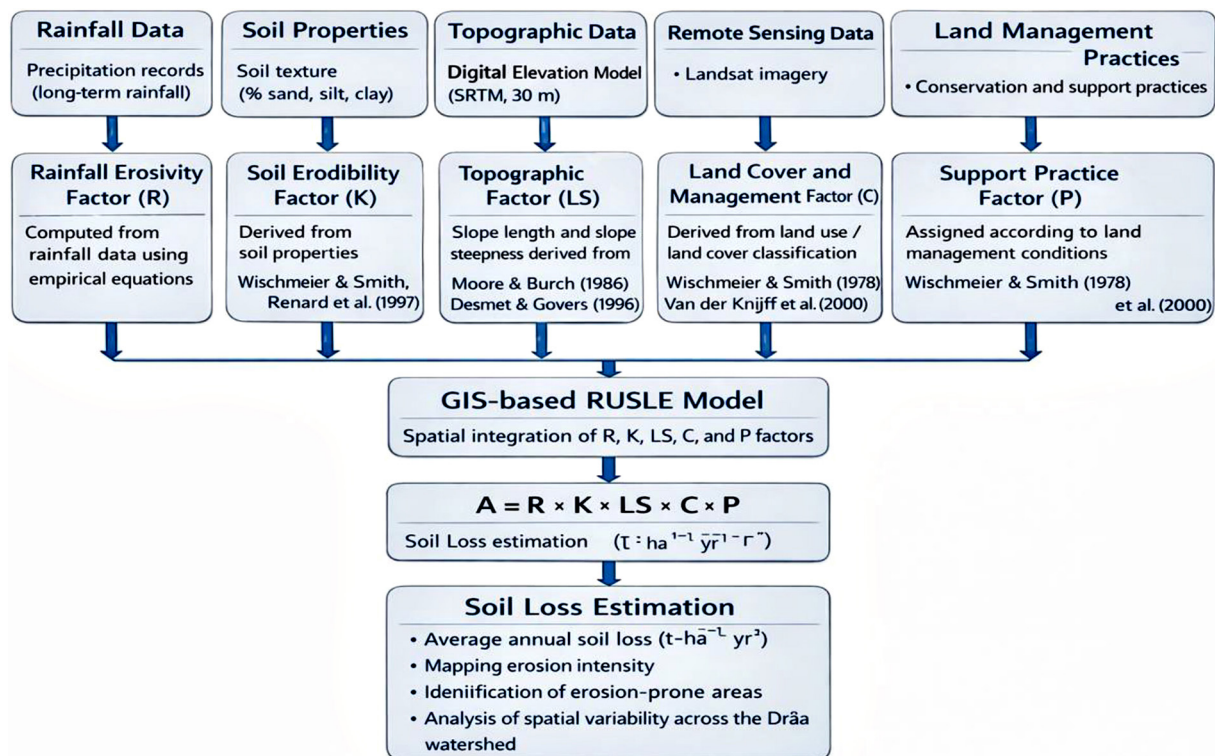 Rainfall Data
Precipitation records
(long-term rainfall)
Soil Properties
Soil texture
(% sand, silt, clay)
Topographic Data
Digital Elevation Model
(SRTM, 30 m)
Remote Sensing Data
• Landsat imagery
Land Management
Practices
• Conservation and support practices
Rainfall Erosivity
Factor (R)
Computed from
rainfall data using
empirical equations
Soil Erodibility
Factor (K)
Derived from
soil properties
Wischmeier & Smith,
Renard et al. (1997)
Topographic
Factor (LS)
Slope length and slope
steepness derived from
Moore & Burch (1986)
Desmet & Govers (1996)
Land Cover and
Management Factor (C)
Derived from land use /
land cover classification
Wischmeier & Smith (1978)
Van der Knijff et al. (2000)
Support Practice
Factor (P)
Assigned according to land
management conditions
Wischmeier & Smith (1978)
et al. (2000)
GIS-based RUSLE Model
Spatial integration of R, K, LS, C, and P factors
A = R × K × LS × C × P
Soil Loss estimation
Soil Loss Estimation
• Average annual soil loss
• Mapping erosion intensity
• Ideniification of erosion-prone areas
• Analysis of spatial variability across the Drâa
watershed